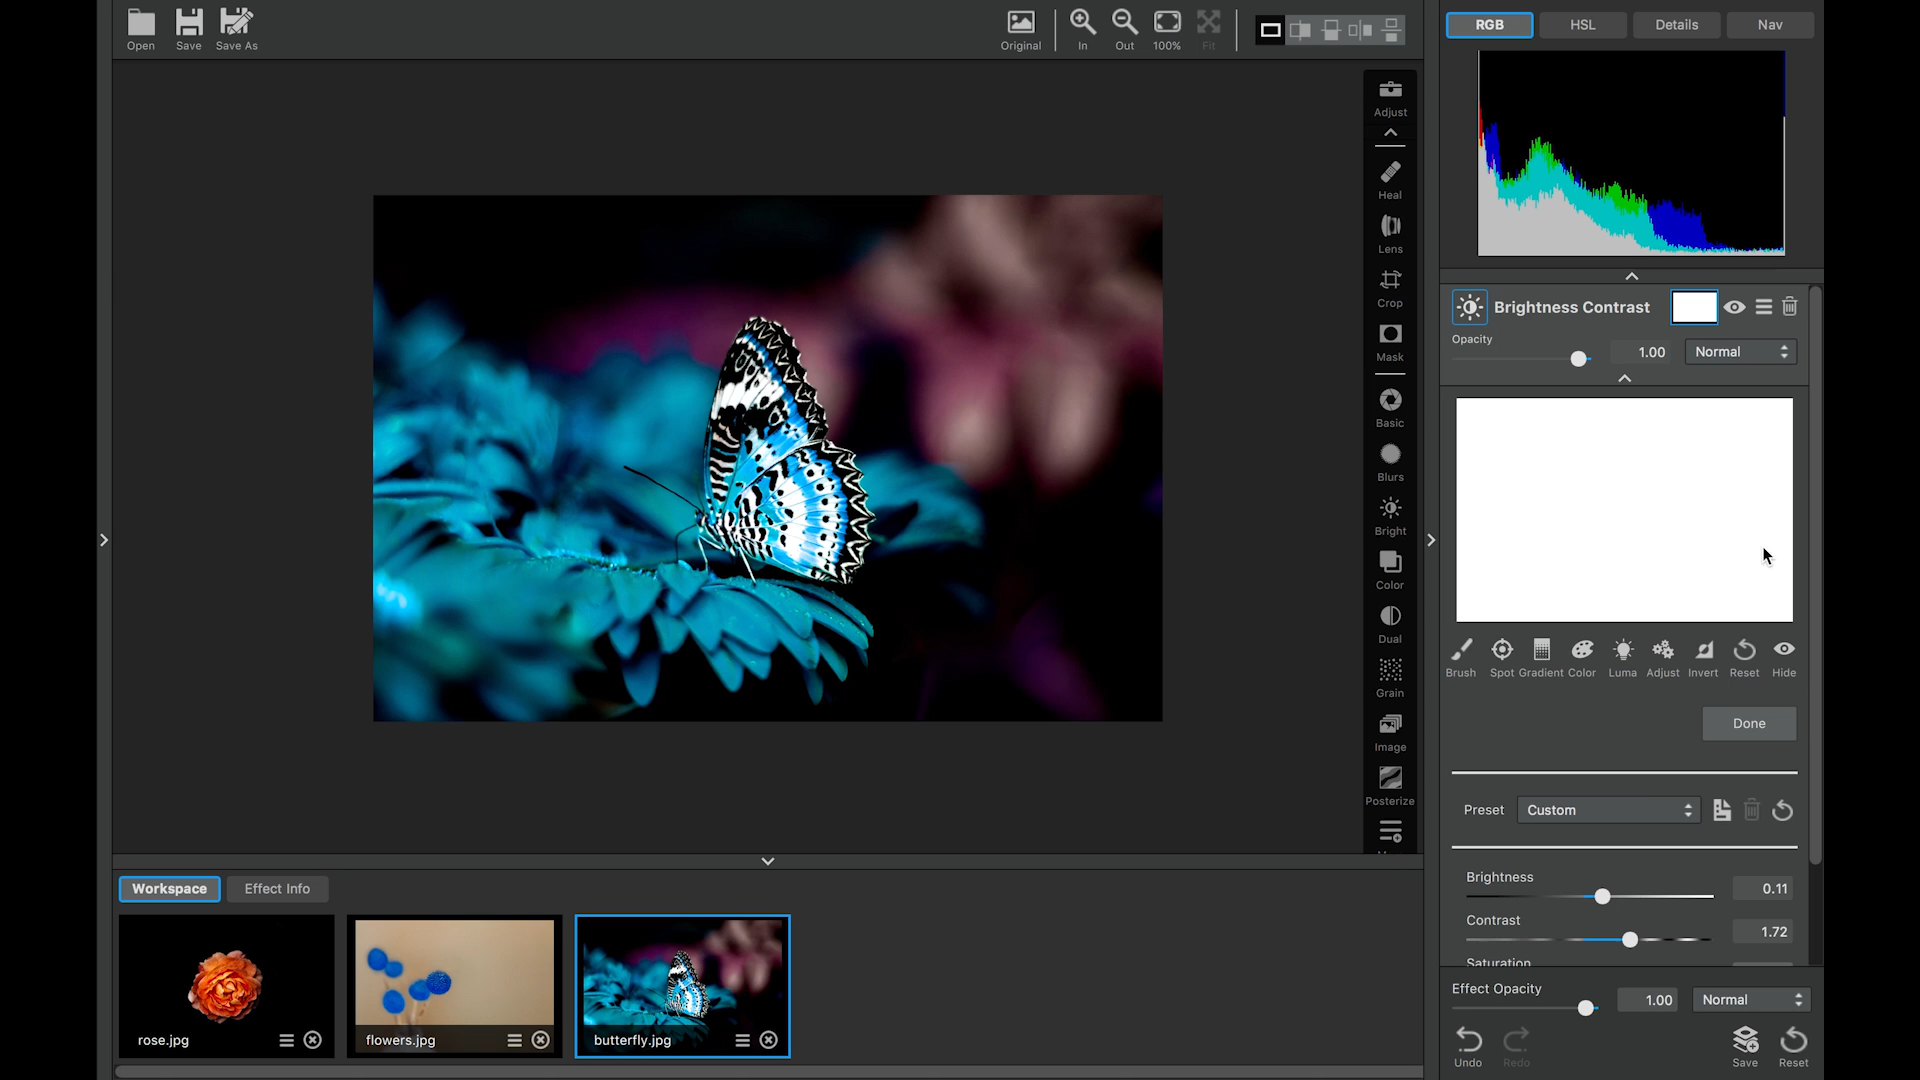 Open
Save
Save As
Original
In
Out
100%
Fit
Adjust
Heal
Lens
Crop
Mask
Basic
Blurs
Bright
Color
Dual
Grain
Image
Posterize
RGB
HSL
Details
Nav
Brightness Contrast
Opacity
1.00
Normal
Brush
Spot
Gradient
Color
Luma
Adjust
Invert
Reset
Hide
Done
Preset
Custom
Brightness
0.11
Contrast
1.72
Saturation
Effect Opacity
1.00
Normal
Undo
Redo
Save
Reset
Workspace
Effect Info
rose.jpg
flowers.jpg
butterfly.jpg